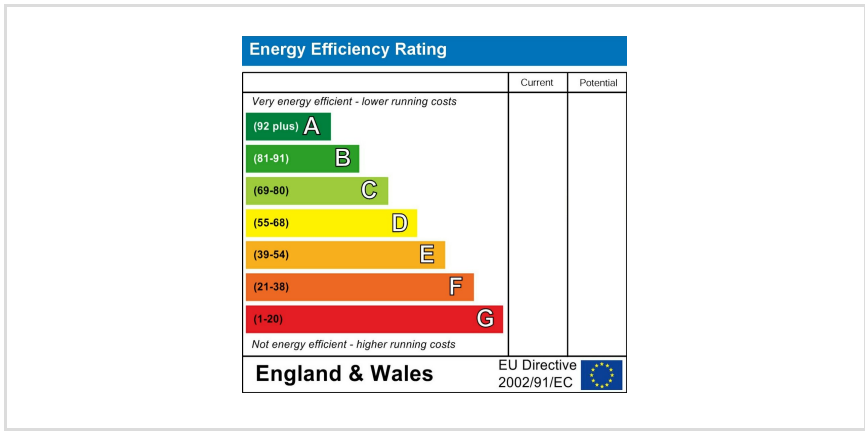 Energy Efficiency Rating
Current Potential
Very energy efficient - lower running costs
(92 plus) A
(81-91) B
(69-80) C
(55-68) D
(39-54) E
(21-38) F
(1-20) G
Not energy efficient - higher running costs
England & Wales
EU Directive
2002/91/EC